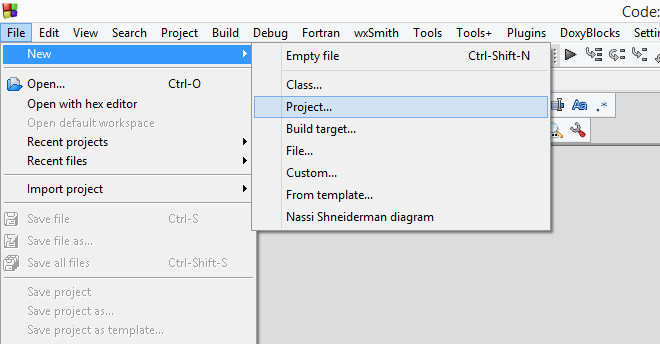 Code:
File Edit View Search Project Build Debug Fortran wxSmith Tools Tools+ Plugins DoxyBlocks
New
Empty file Ctrl-Shift-N
Open... Ctrl-O
Class...
Open with hex editor
Project...
Open default workspace
Build target...
Recent projects
File...
Recent files
Custom...
Import project
From template...
Save file Ctrl-S
Nassi Shneiderman diagram
Save file as...
Save all files Ctrl-Shift-S
Save project
Save project as...
Save project as template...
Aa
.*